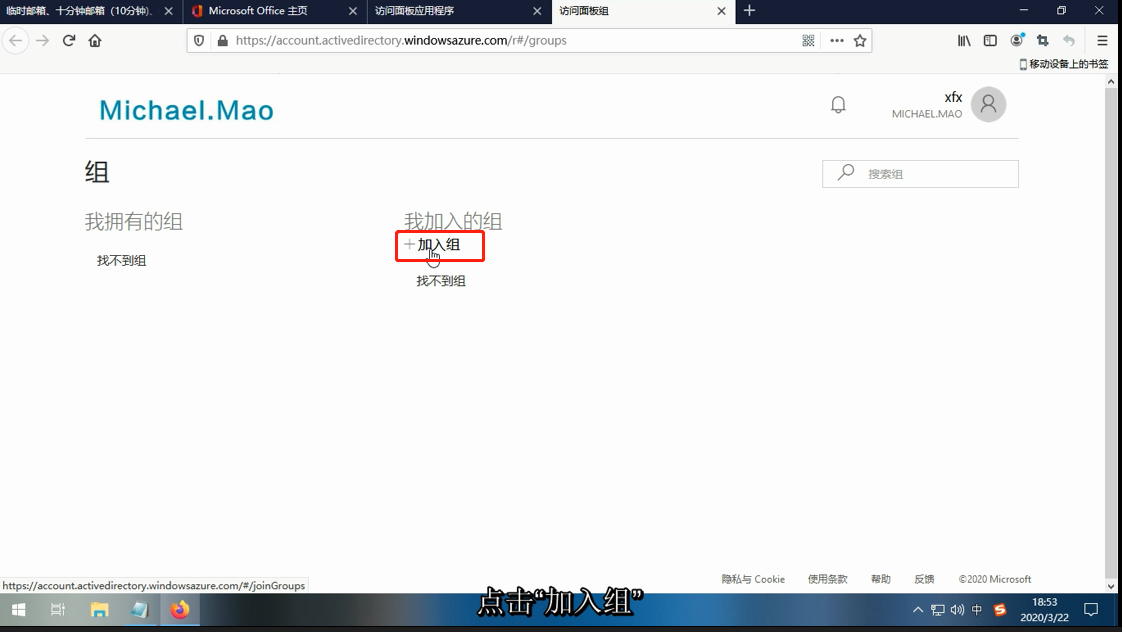 临时邮箱、十分钟邮箱（10分钟）、
Microsoft Office 主页
访问面板应用程序
访问面板组
https://account.activedirectory.windowsazure.com/r#/groups
移动设备上的书签
Michael.Mao
xfx
MICHAEL.MAO
组
搜索组
我拥有的组
我加入的组
加入组
找不到组
找不到组
隐私与 Cookie
使用条款
帮助
反馈
©2020 Microsoft
https://account.activedirectory.windowsazure.com/#/joinGroups
点击“加入组”
中
18:53
2020/3/22